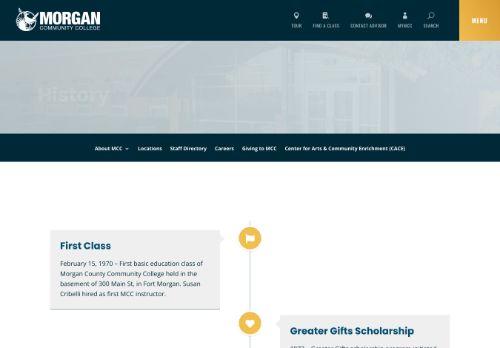 MORGAN
COMMUNITY COLLEGE
TOUR
FIND A CLASS
CONTACT ADVISOR
MYMCC
SEARCH
MENU
History
About MCC
Locations
Staff Directory
Careers
Giving to MCC
Center for Arts & Community Enrichment (CACE)
First Class
February 15, 1970 – First basic education class of
Morgan County Community College held in the
basement of 300 Main St, in Fort Morgan. Susan
Cribelli hired as first MCC instructor.
Greater Gifts Scholarship